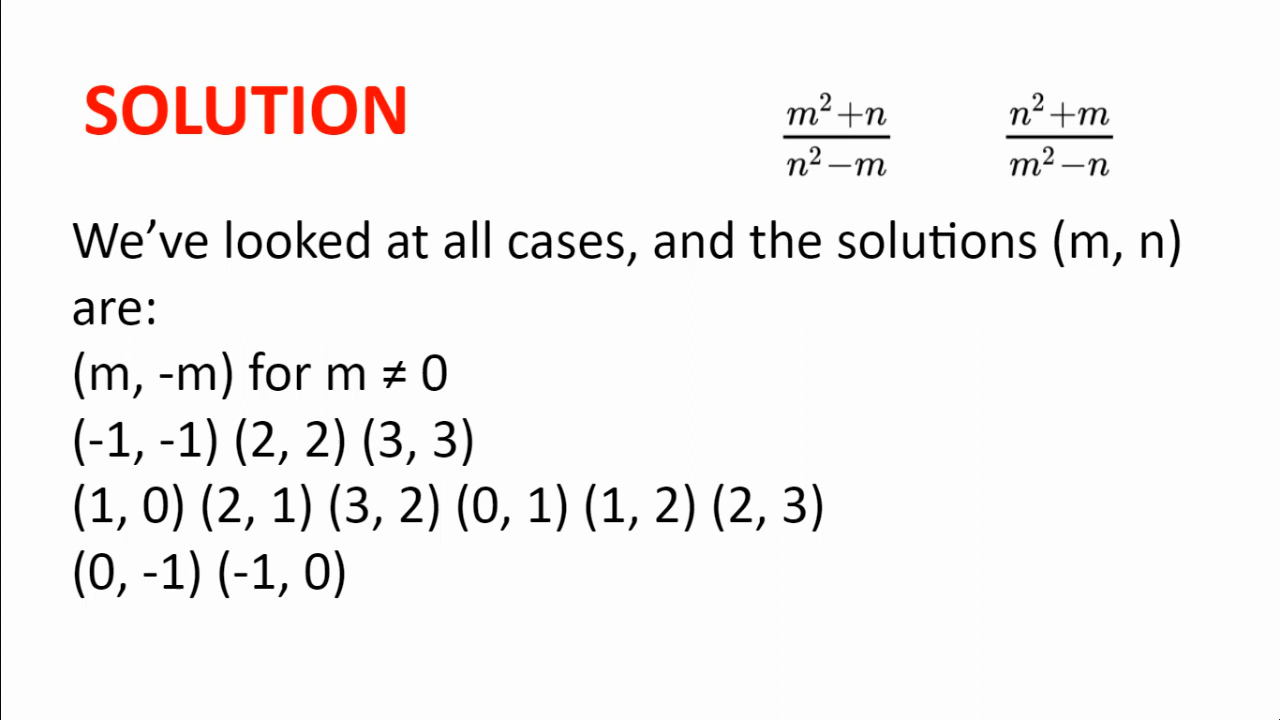 SOLUTION
m²+n / n²−m    n²+m / m²−n
We’ve looked at all cases, and the solutions (m, n)
are:
(m, -m) for m ≠ 0
(-1, -1) (2, 2) (3, 3)
(1, 0) (2, 1) (3, 2) (0, 1) (1, 2) (2, 3)
(0, -1) (-1, 0)